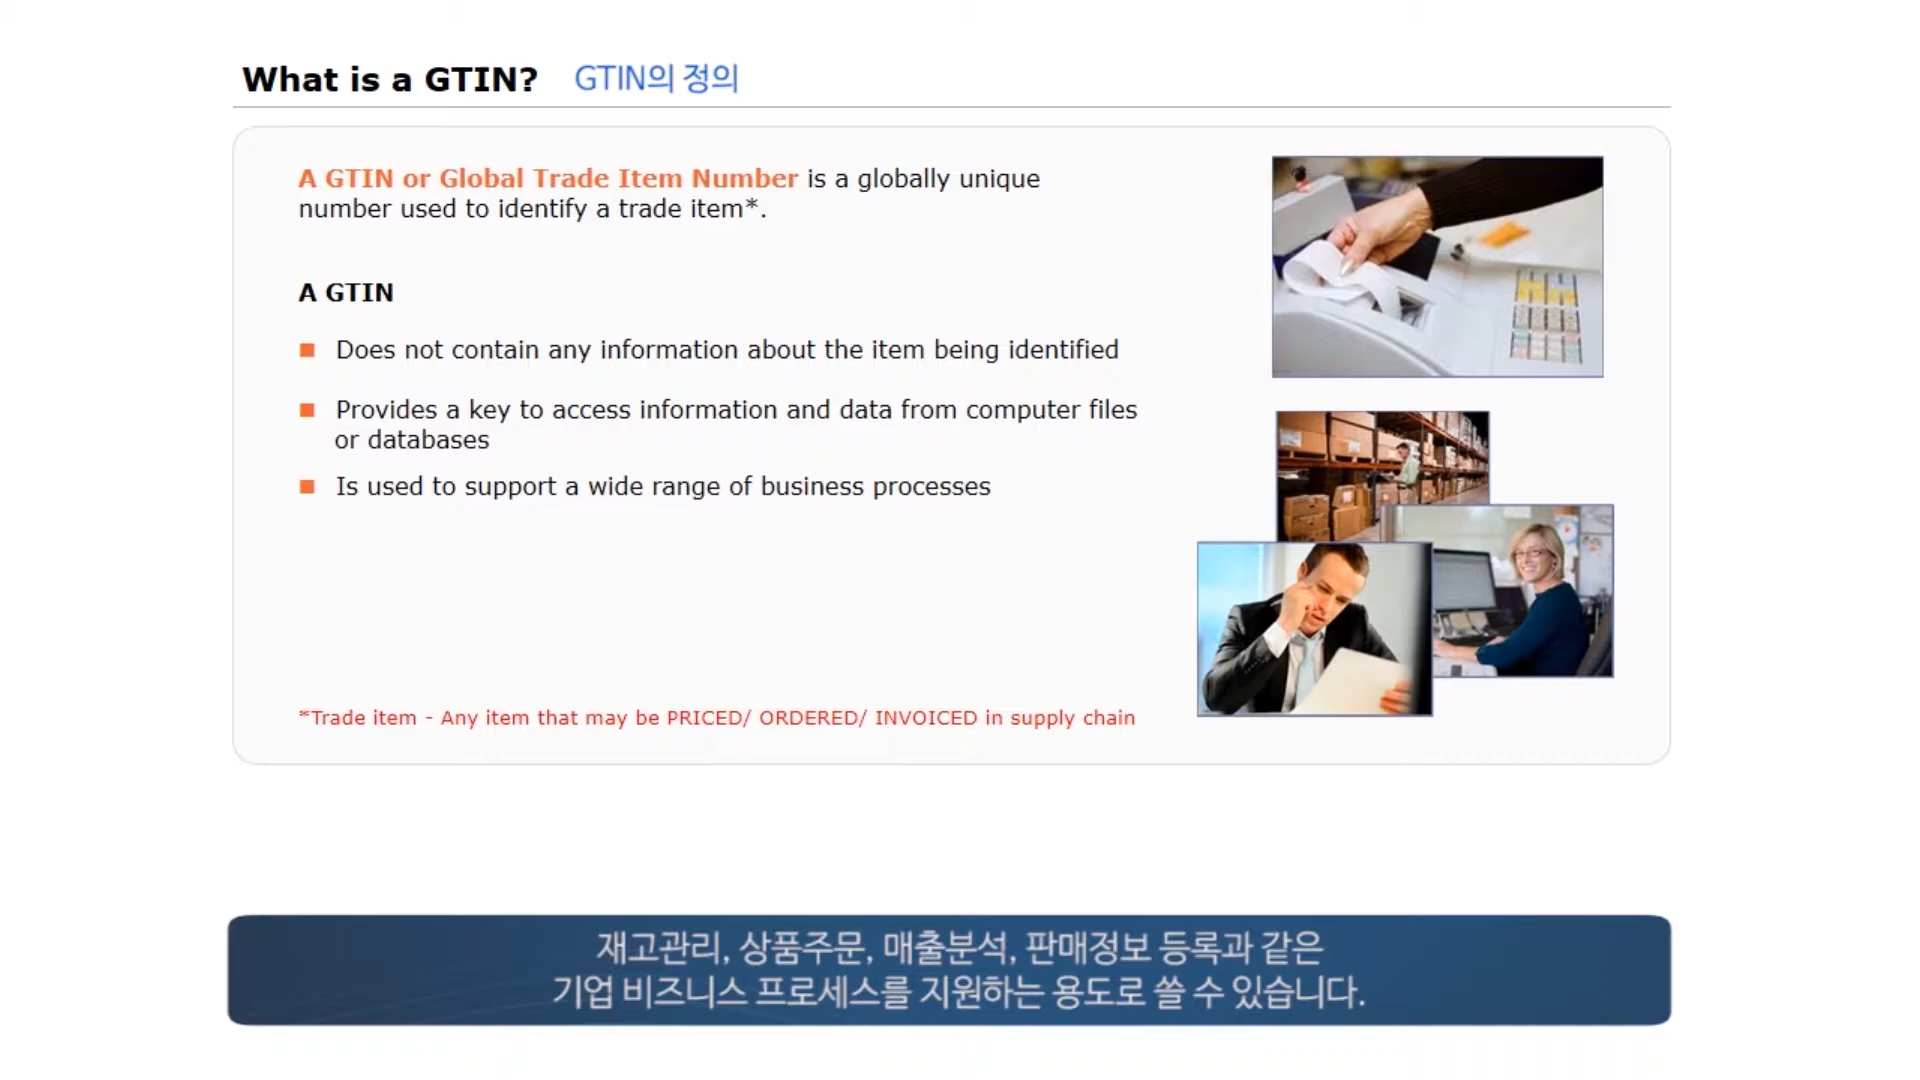 What is a GTIN? GTIN의 정의
A GTIN or Global Trade Item Number is a globally unique
number used to identify a trade item*.
A GTIN
Does not contain any information about the item being identified
Provides a key to access information and data from computer files
or databases
Is used to support a wide range of business processes
*Trade item - Any item that may be PRICED/ ORDERED/ INVOICED in supply chain
재고관리, 상품주문, 매출분석, 판매정보 등록과 같은
기업 비즈니스 프로세스를 지원하는 용도로 쓸 수 있습니다.